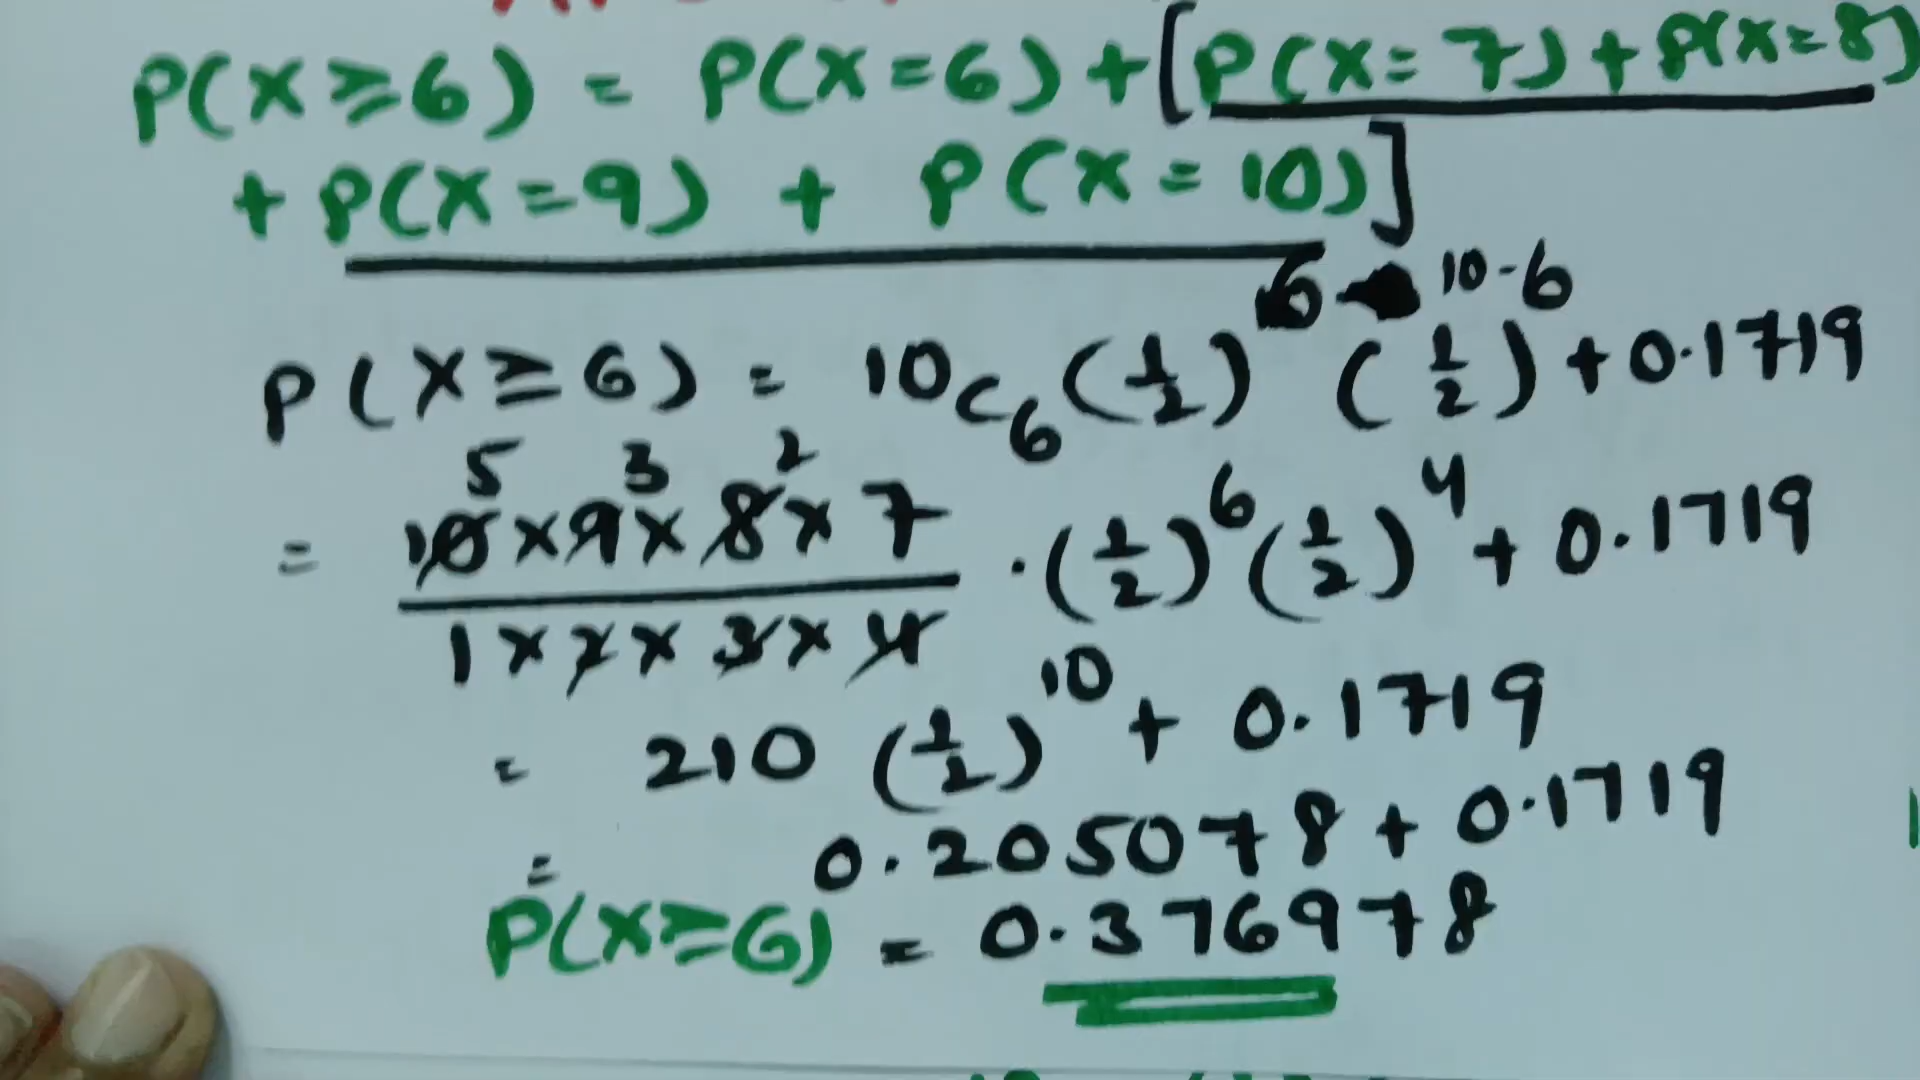 P(X≥6) = P(X=6) + [P(X=7) + P(X=8)
+ P(X=9) + P(X=10)]
P(X≥6) = 10C6 (1/2)^6 (1/2)^10-6 + 0.1719
5 3 2
= 10×9×8×7 / 1×2×3×4 · (1/2)^6 (1/2)^4 + 0.1719
= 210 (1/2)^10 + 0.1719
= 0.205078 + 0.1719
P(X≥6) = 0.376978